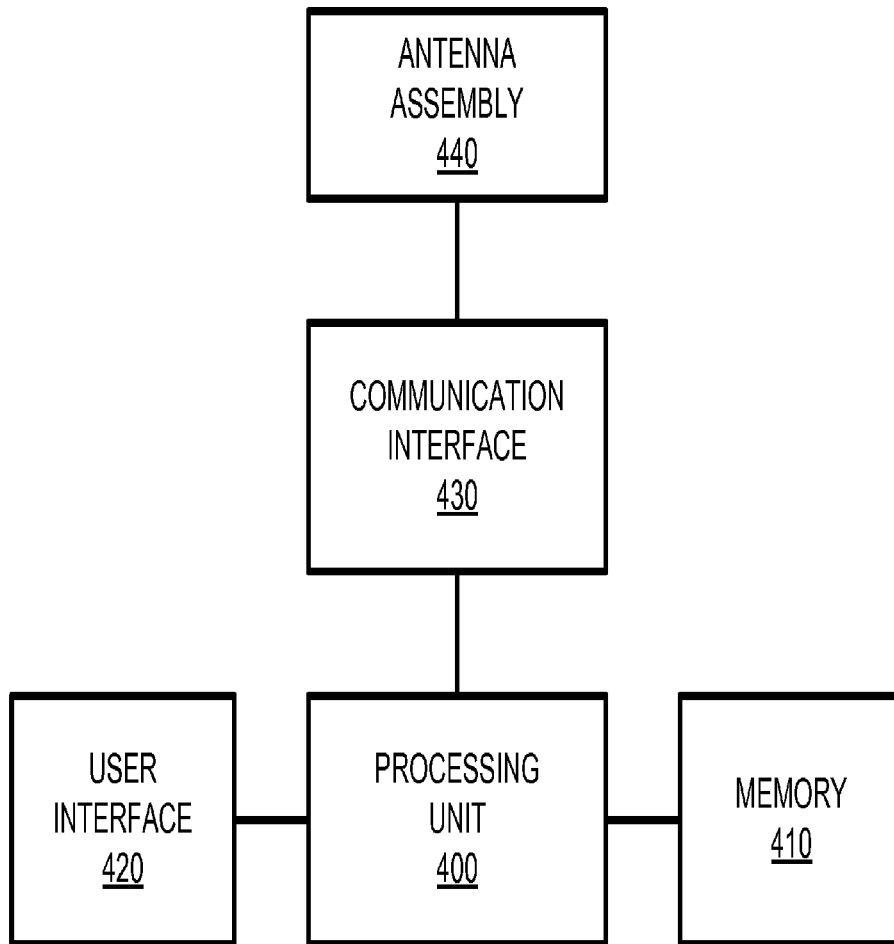 ANTENNA
ASSEMBLY
440
COMMUNICATION
INTERFACE
430
USER
INTERFACE
420
PROCESSING
UNIT
400
MEMORY
410